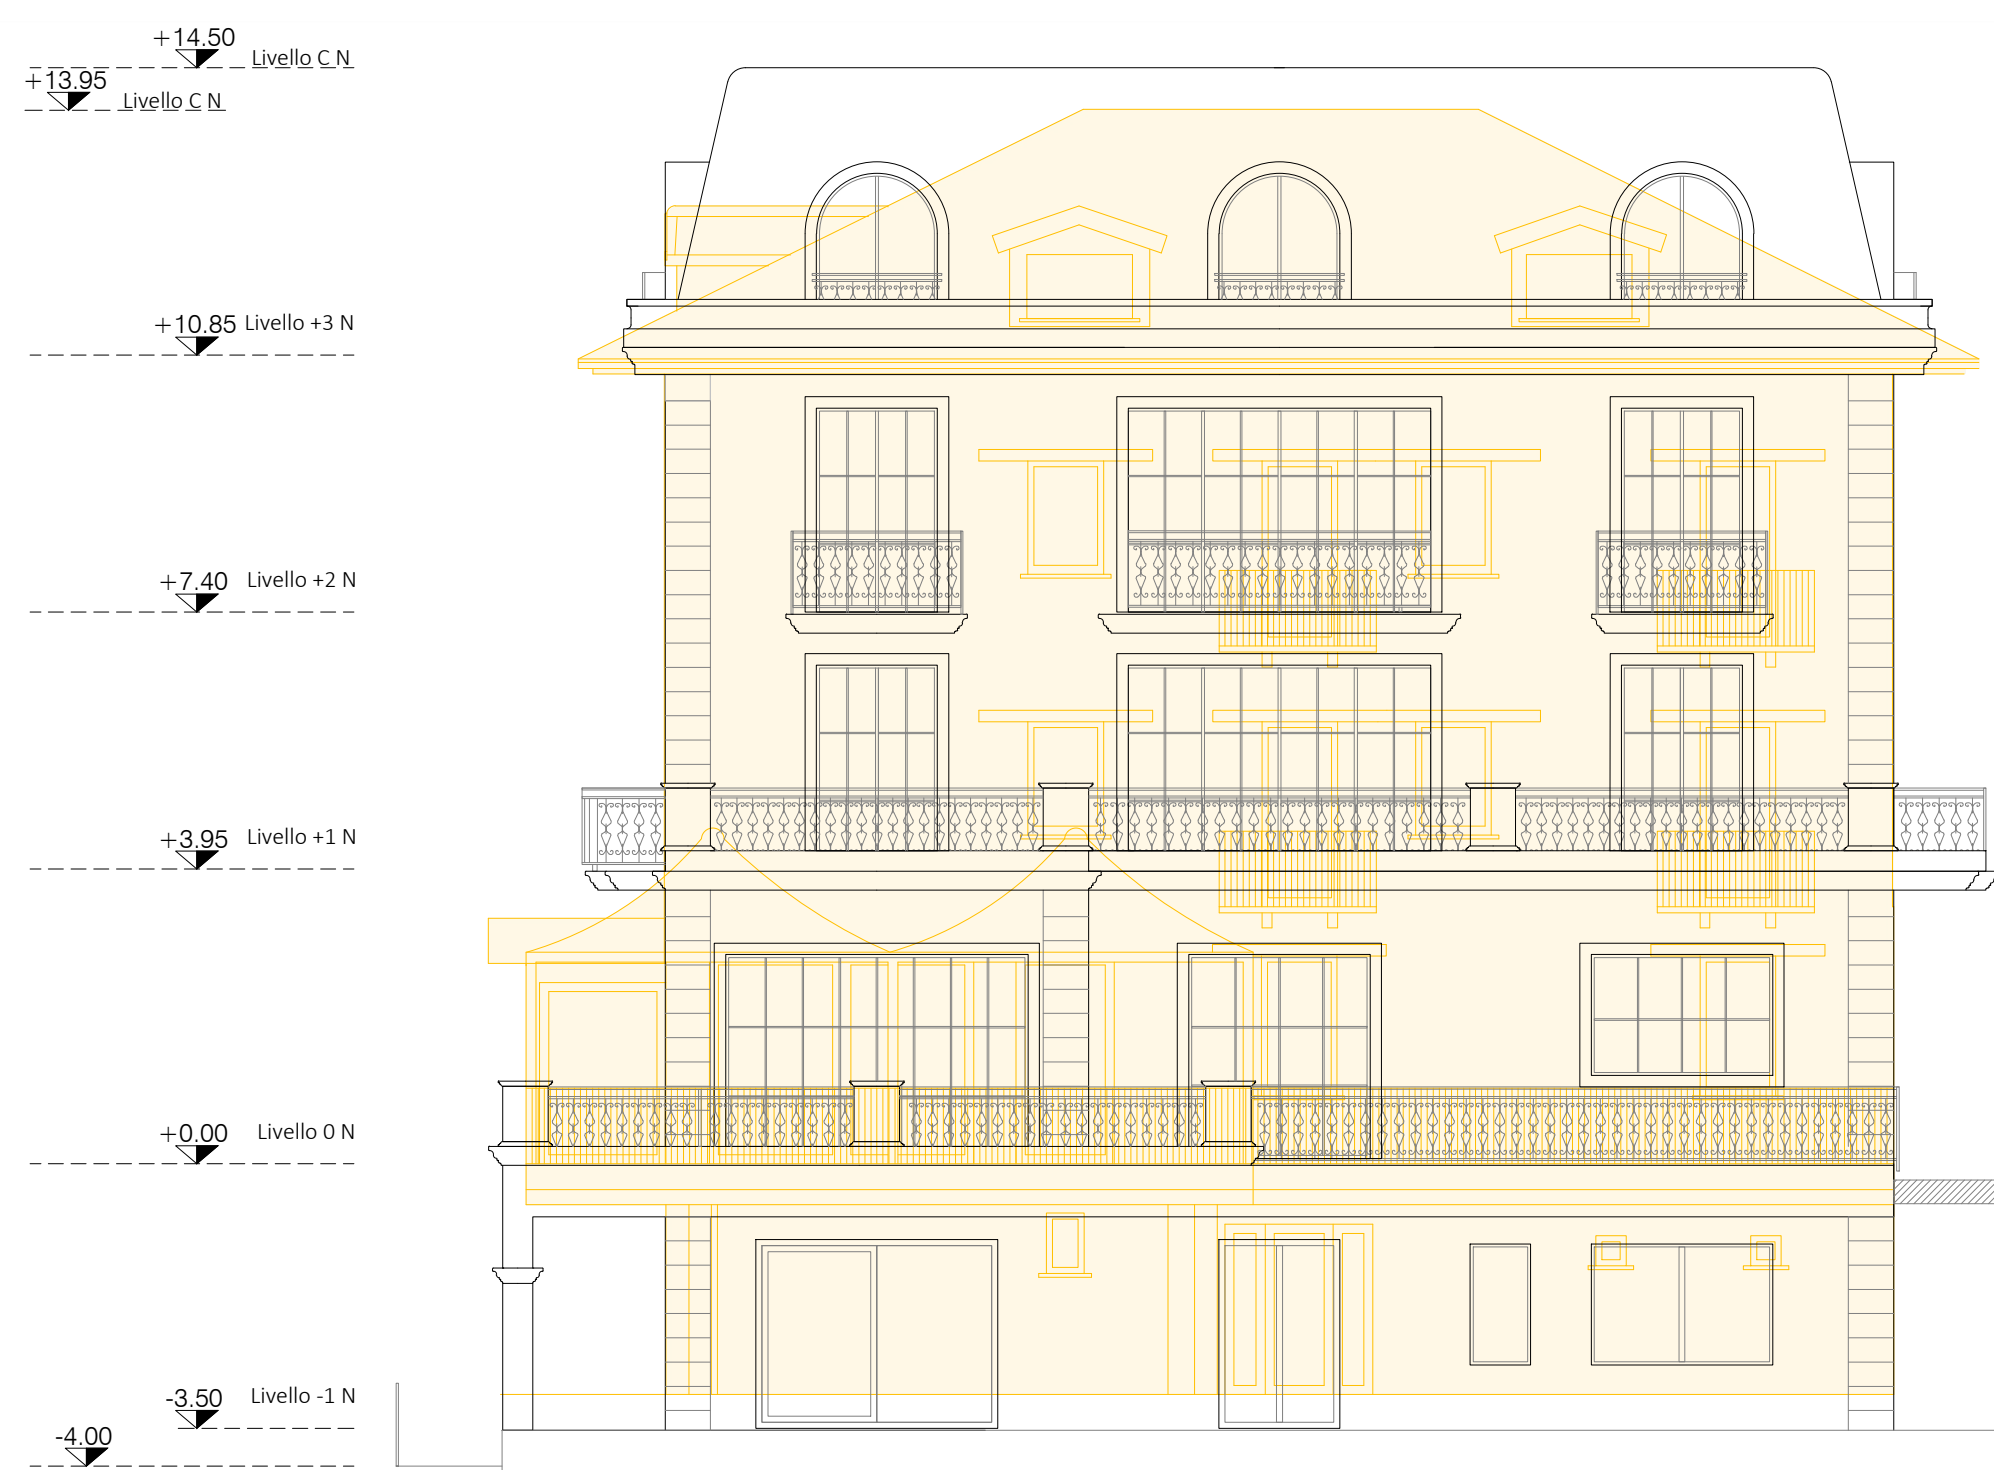 +14.50 Livello C N
+13.95 Livello C N
+10.85 Livello +3 N
+7.40 Livello +2 N
+3.95 Livello +1 N
+0.00 Livello 0 N
-3.50 Livello -1 N
-4.00